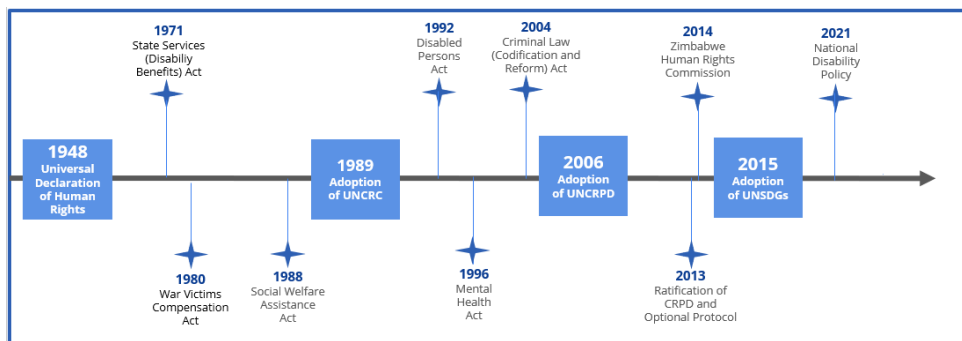 1971
State Services
(Disabiliy
Benefits) Act
1992
Disabled
Persons
Act
2004
Criminal Law
(Codification and
Reform) Act
2014
Zimbabwe
Human Rights
Commission
2021
National
Disability
Policy
1948
Universal
Declaration
of Human
Rights
1989
Adoption
of UNCRC
2006
Adoption
of UNCRPD
2015
Adoption
of UNSDGs
1980
War Victims
Compensation
Act
1988
Social Welfare
Assistance
Act
1996
Mental
Health
Act
2013
Ratification of
CRPD and
Optional Protocol